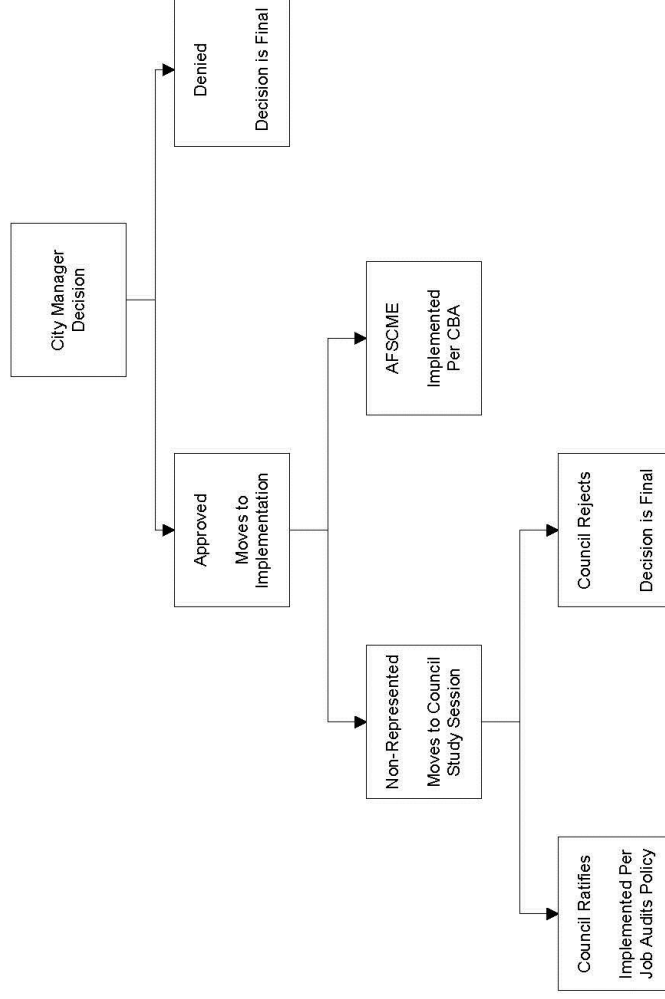 City Manager
Decision
Approved
Moves to
Implementation
Denied
Decision is Final
Non-Represented
Moves to Council
Study Session
AFSCME
Implemented
Per CBA
Council Ratifies
Implemented Per
Job Audits Policy
Council Rejects
Decision is Final